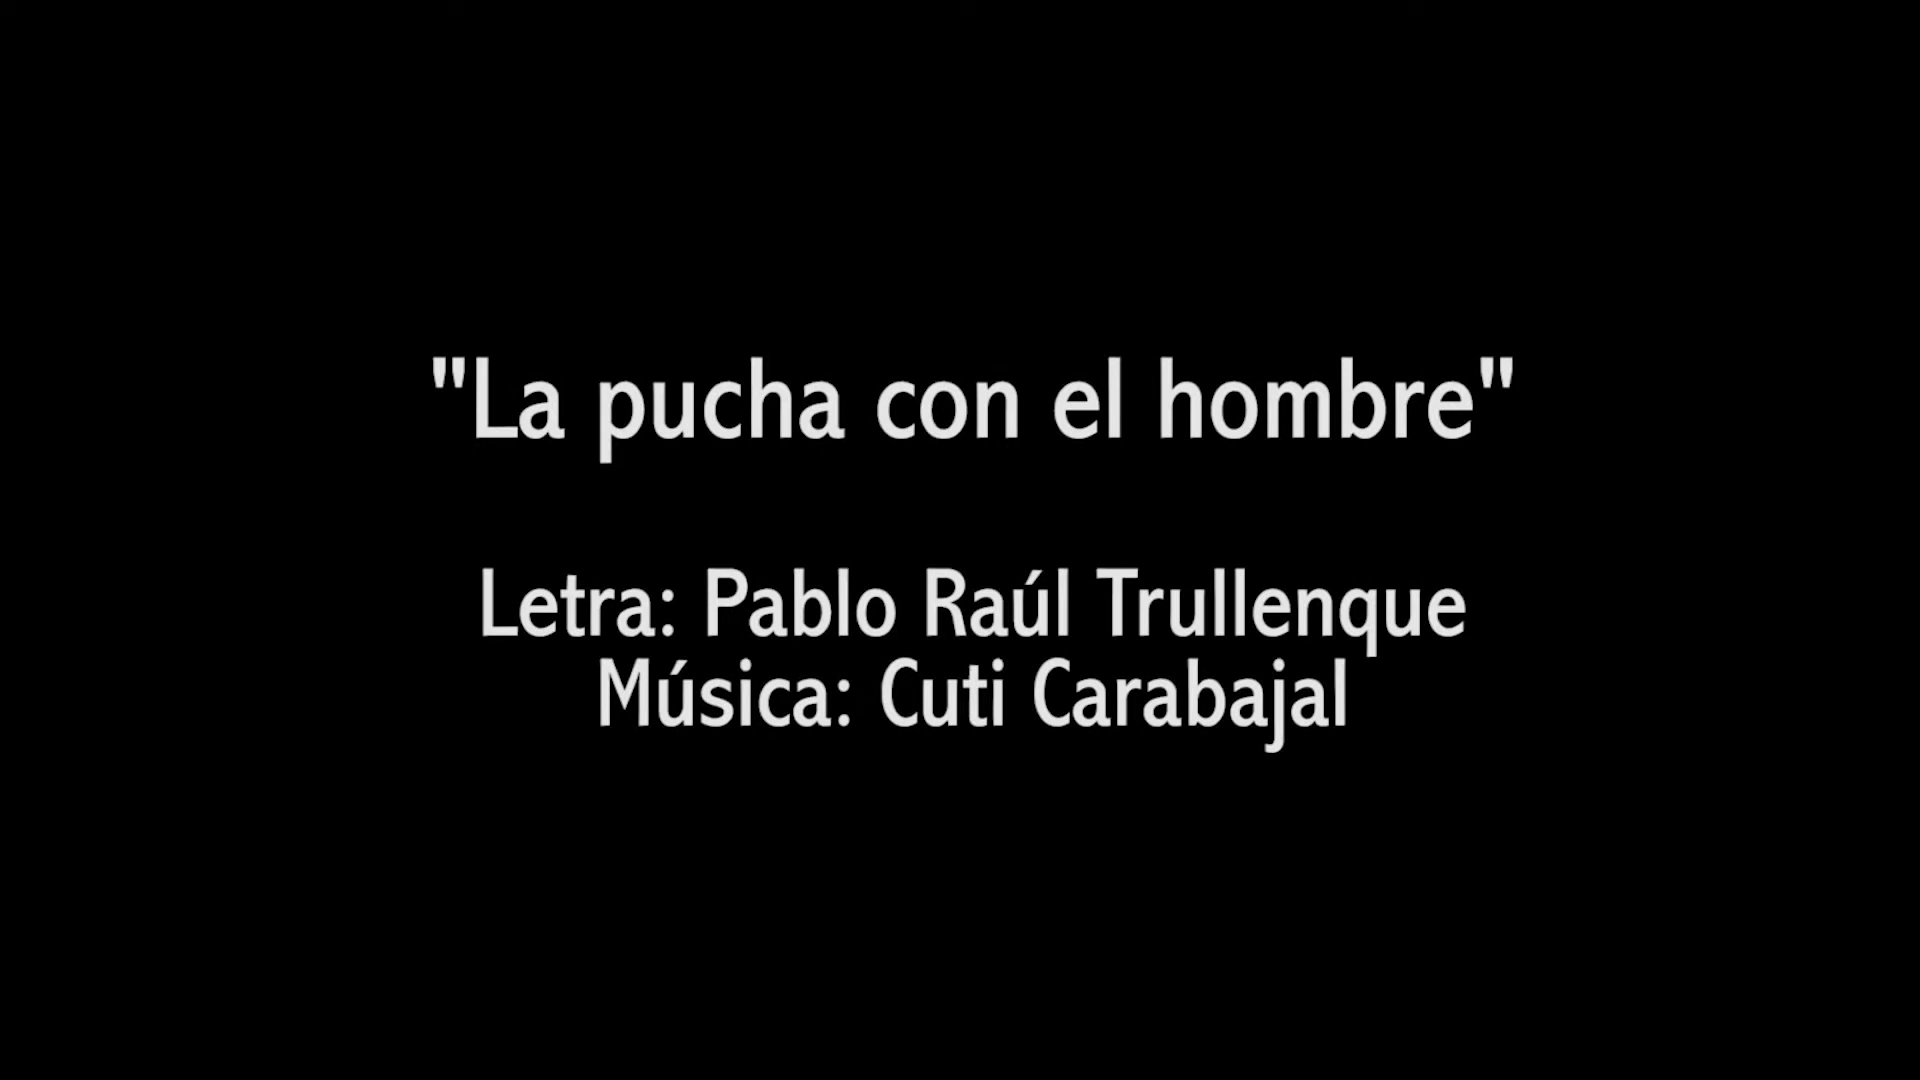 "La pucha con el hombre"
Letra: Pablo Raúl Trullenque
Música: Cuti Carabajal